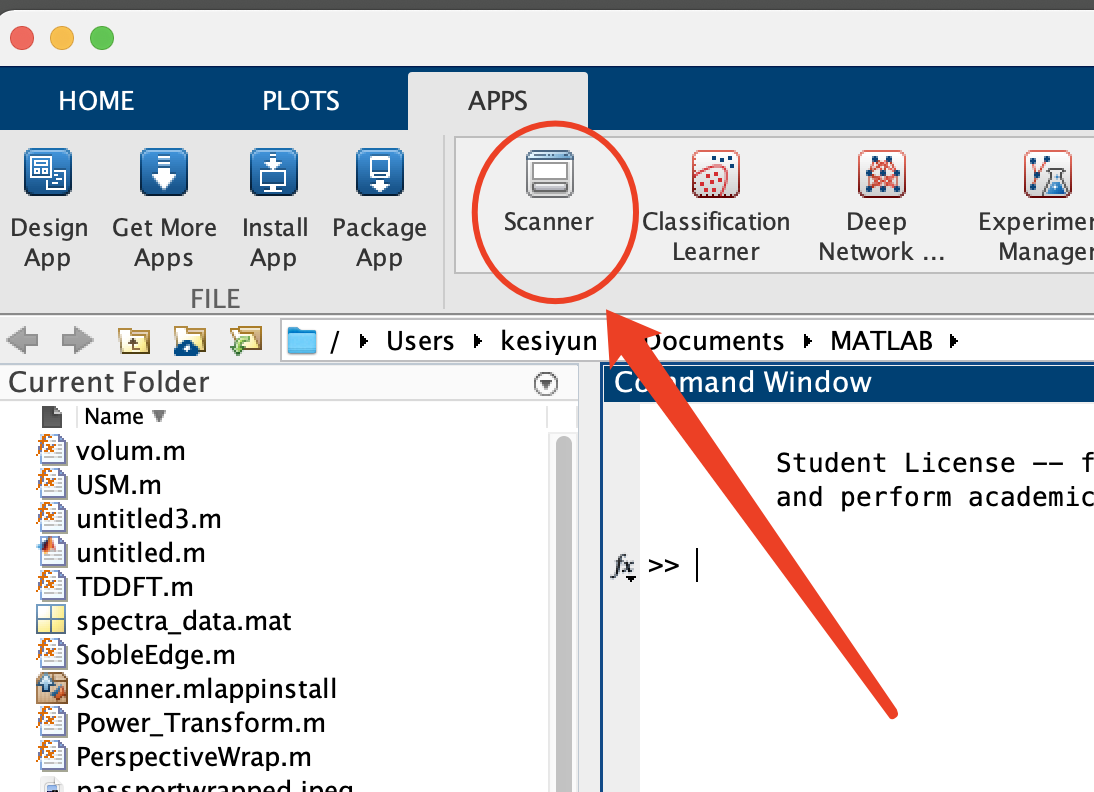 HOME PLOTS APPS
Design App
Get More Apps
Install App
Package App
FILE
Scanner
Classification Learner
Deep Network ...
/ Users kesiyun Documents MATLAB
Current Folder
Name
volum.m
USM.m
untitled3.m
untitled.m
TDDFT.m
spectra_data.mat
SobleEdge.m
Scanner.mlappinstall
Power_Transform.m
PerspectiveWrap.m
passportwrapped.jpeg
Command Window
Student License --
and perform academic
fx >>